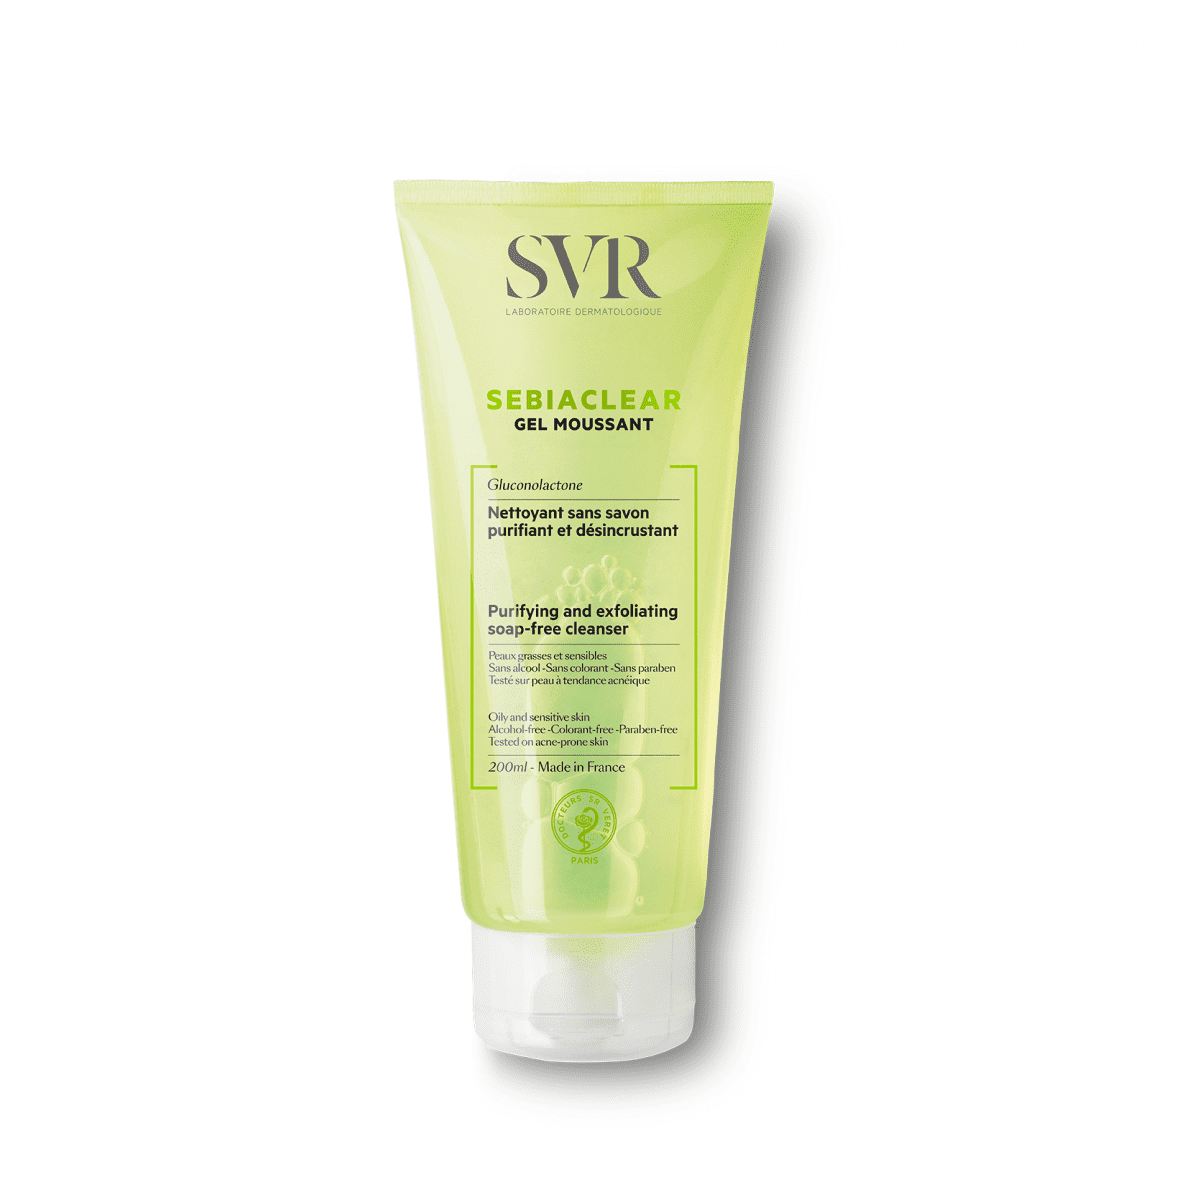 SVR
LABORATOIRE DERMATOLOGIQUE
SEBIACLEAR
GEL MOUSSANT
Gluconolactone
Nettoyant sans savon
purifiant et désincrustant
Purifying and exfoliating
soap-free cleanser
Peaux grasses et sensibles
Sans alcool -Sans colorant -Sans paraben
Testé sur peau à tendance acnéique
Oily and sensitive skin
Alcohol-free -Colorant-free -Paraben-free
Tested on acne-prone skin
200ml - Made in France
DOCTEURS SR VERET
PARIS